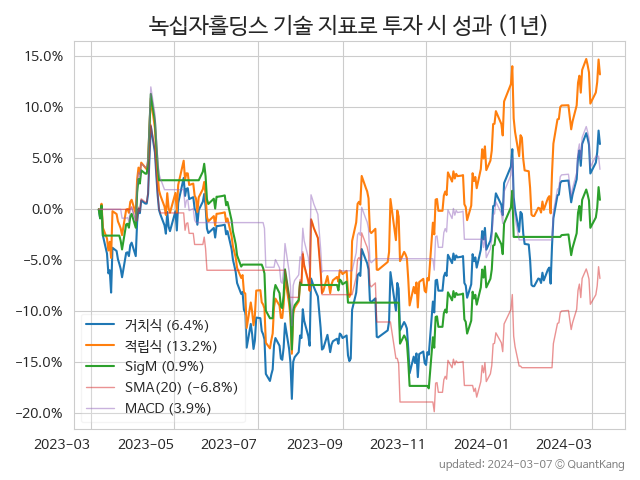 녹십자홀딩스 기술 지표로 투자 시 성과 (1년)
15.0%
10.0%
5.0%
0.0%
−5.0%
−10.0%
−15.0%
−20.0%
거치식 (6.4%)
적립식 (13.2%)
SigM (0.9%)
SMA(20) (−6.8%)
MACD (3.9%)
2023-03 2023-05 2023-07 2023-09 2023-11 2024-01 2024-03
updated: 2024-03-07 © QuantKang